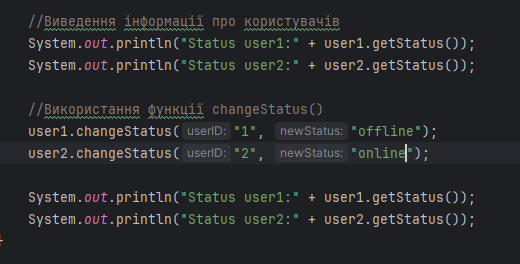 //Виведення інформації про користувачів
System.out.println("Status user1:" + user1.getStatus());
System.out.println("Status user2:" + user2.getStatus());
//Використання функції changeStatus()
user1.changeStatus( userID: "1", newStatus: "offline");
user2.changeStatus( userID: "2", newStatus: "online");
System.out.println("Status user1:" + user1.getStatus());
System.out.println("Status user2:" + user2.getStatus());
}